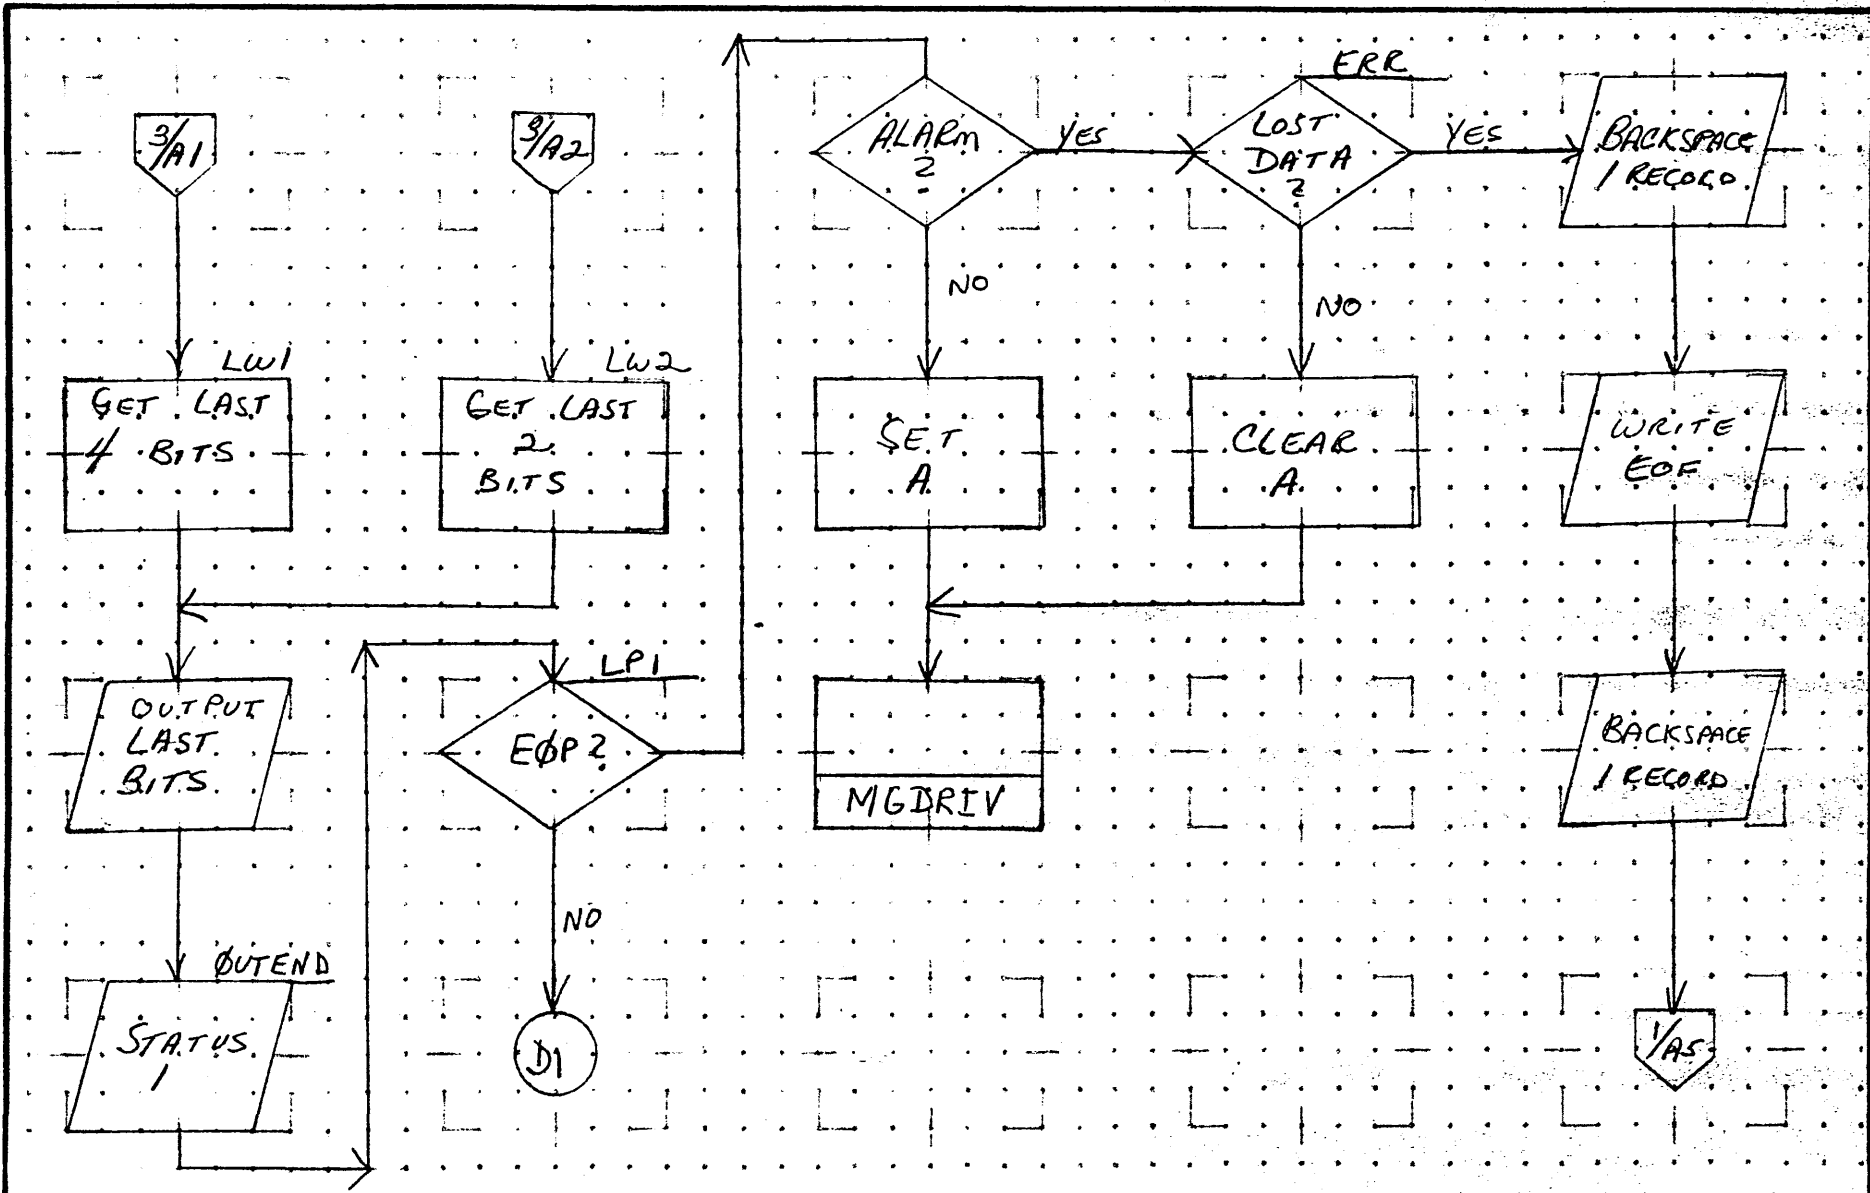 3/A1
LW1
GET LAST
4 BITS
OUTPUT
LAST
BITS
ØUTEND
STATUS
1
3/A2
LW2
GET LAST
2
BITS
LP1
EØP?
NO
D1
ALARM
?
YES
NO
SET
A
MGDRIV
ERR
LOST
DATA
?
YES
NO
CLEAR
A
BACKSPACE
1 RECORD
WRITE
EOF
BACKSPACE
1 RECORD
1/A5